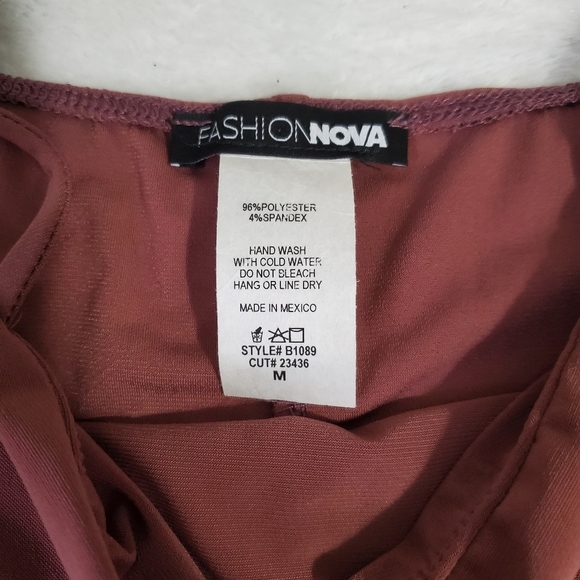 FASHIONNOVA
96%POLYESTER
4%SPANDEX
HAND WASH
WITH COLD WATER
DO NOT BLEACH
HANG OR LINE DRY
MADE IN MEXICO
STYLE# B1089
CUT# 23436
M